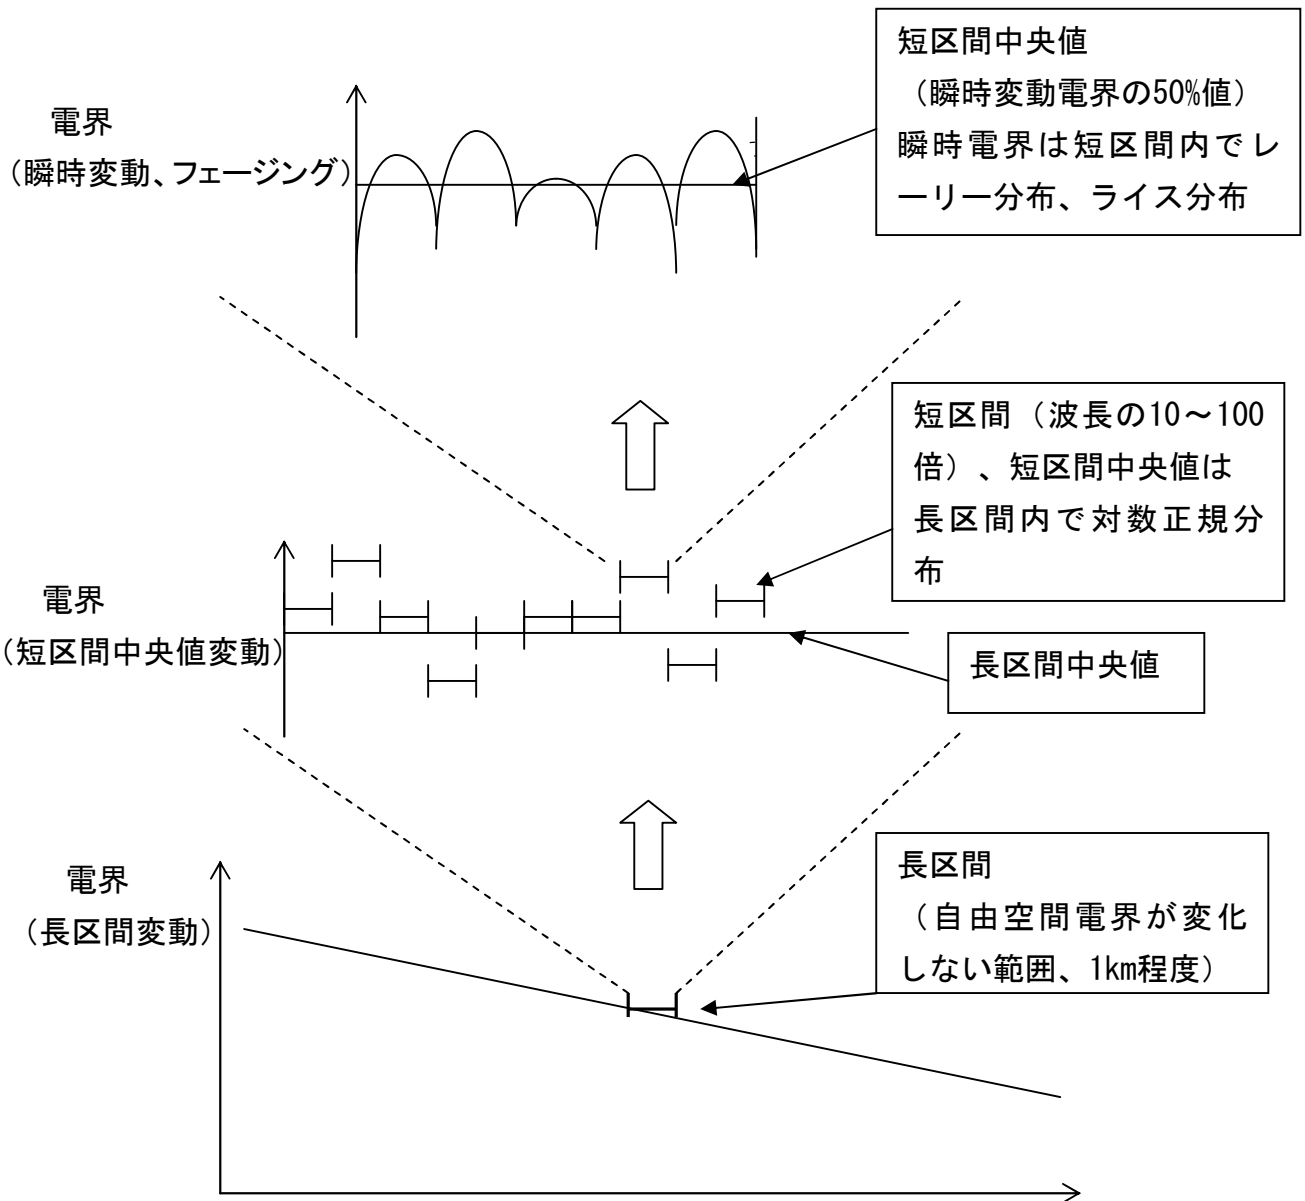 短区間中央値
（瞬時変動電界の50%値）
瞬時電界は短区間内でレ
ーリー分布、ライス分布
電界
（瞬時変動、フェージング）
短区間（波長の10～100
倍）、短区間中央値は
長区間内で対数正規分
布
電界
（短区間中央値変動）
長区間中央値
電界
（長区間変動）
長区間
（自由空間電界が変化
しない範囲、1km程度）